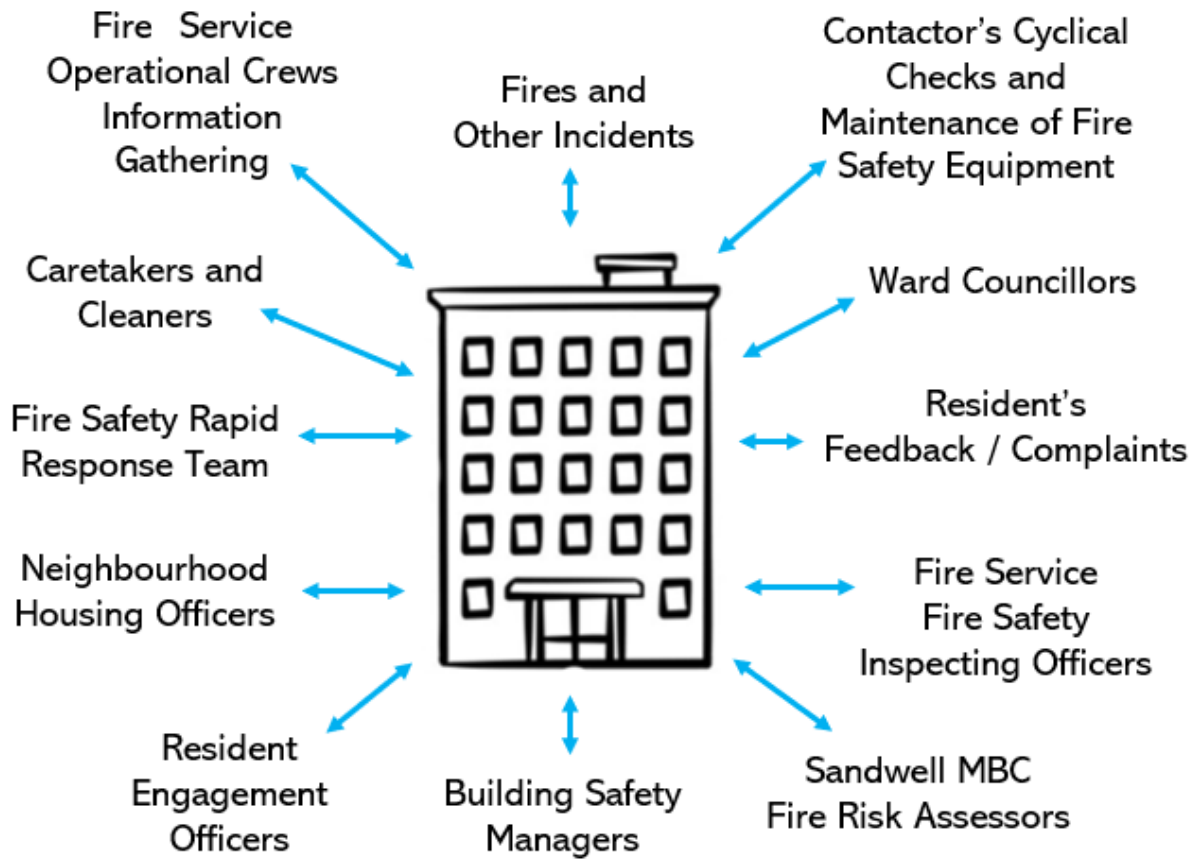 Fire Service
Operational Crews
Information
Gathering
Fires and
Other Incidents
Contactor's Cyclical
Checks and
Maintenance of Fire
Safety Equipment
Caretakers and
Cleaners
Ward Councillors
Fire Safety Rapid
Response Team
Resident's
Feedback / Complaints
Neighbourhood
Housing Officers
Fire Service
Fire Safety
Inspecting Officers
Resident
Engagement
Officers
Building Safety
Managers
Sandwell MBC
Fire Risk Assessors